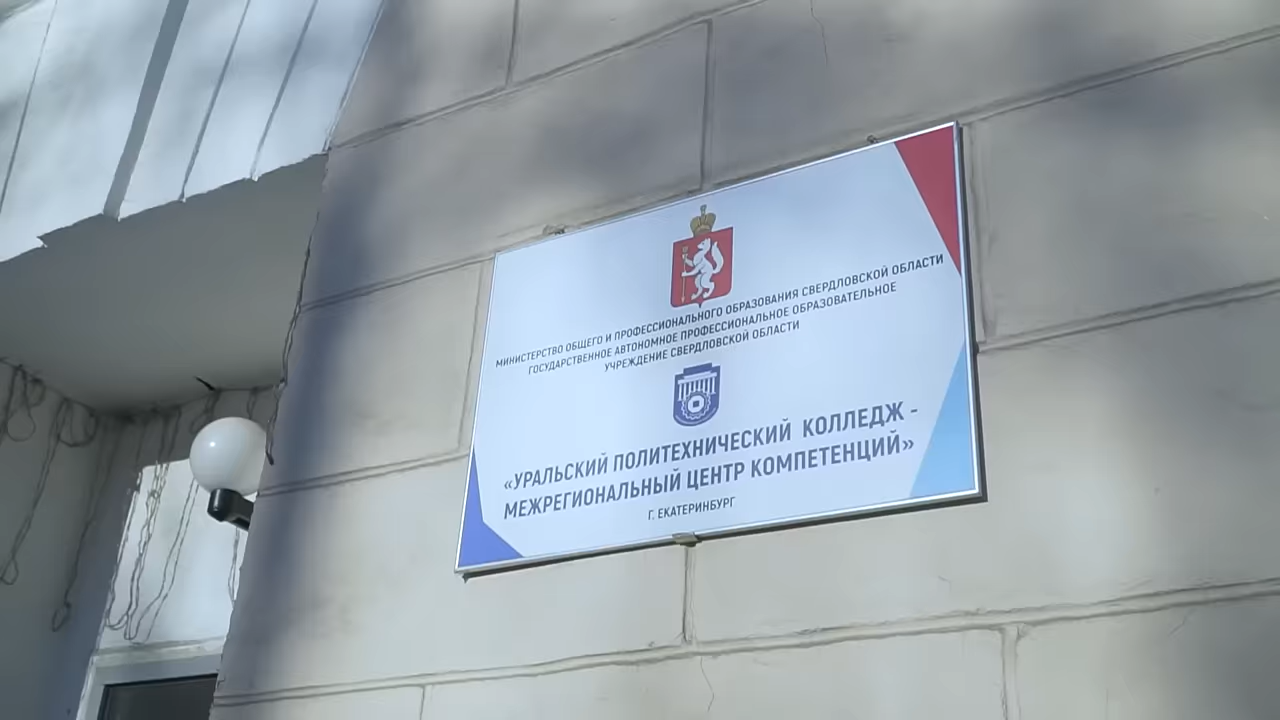 МИНИСТЕРСТВО ОБЩЕГО И ПРОФЕССИОНАЛЬНОГО ОБРАЗОВАНИЯ СВЕРДЛОВСКОЙ ОБЛАСТИ
ГОСУДАРСТВЕННОЕ АВТОНОМНОЕ ПРОФЕССИОНАЛЬНОЕ ОБРАЗОВАТЕЛЬНОЕ
УЧРЕЖДЕНИЕ СВЕРДЛОВСКОЙ ОБЛАСТИ
«УРАЛЬСКИЙ ПОЛИТЕХНИЧЕСКИЙ КОЛЛЕДЖ -
МЕЖРЕГИОНАЛЬНЫЙ ЦЕНТР КОМПЕТЕНЦИЙ»
Г. ЕКАТЕРИНБУРГ